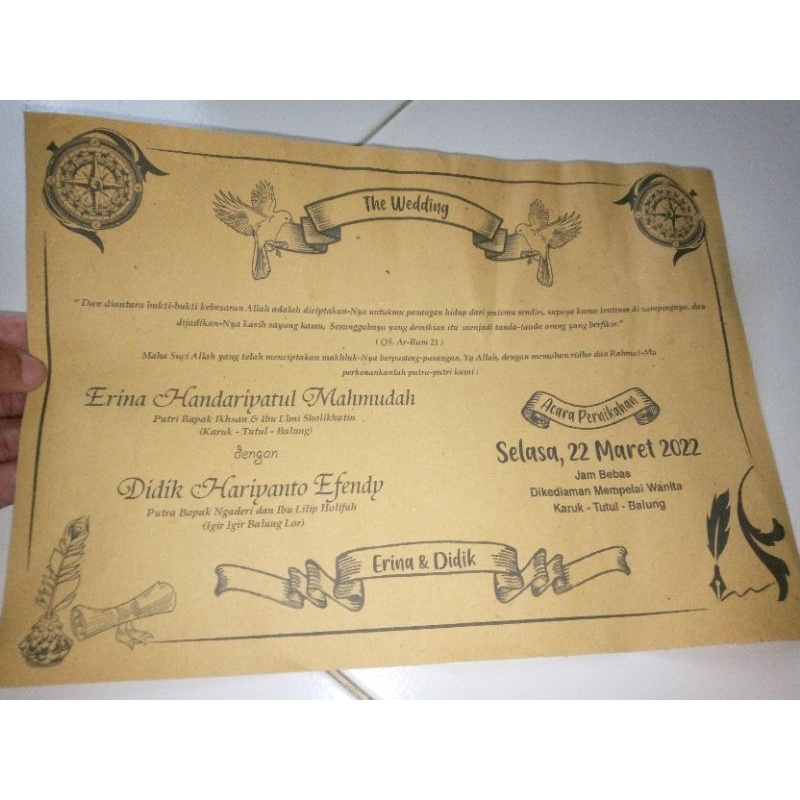 The Wedding
" Dan diantara bukti-bukti kebesaran Allah adalah diciptakan-Nya untukmu pasangan hidup dari jenismu sendiri, supaya kamu tentram di sampingnya, dan
dijadikan-Nya kasih sayang kamu, Sesungguhnya yang demikian itu menjadi tanda-tanda orang yang berfikir."
( QS. Ar-Rum 21 )
Maha Suci Allah yang telah menciptakan makhluk-Nya berpasang-pasangan. Ya Allah, dengan memohon ridho dan Rahmat-Mu
perkenankanlah putra-putri kami :
Erina Handariyatul Mahmudah
Putri Bapak Ikhsan & Ibu Elmi Sholikhatin
(Karuk - Tutul - Balung)
dengan
Didik Hariyanto Efendy
Putra Bapak Ngaderi dan Ibu Lilip Holifah
(Igir Igir Balung Lor)
Acara Pernikahan
Selasa, 22 Maret 2022
Jam Bebas
Dikediaman Mempelai Wanita
Karuk - Tutul - Balung
Erina & Didik